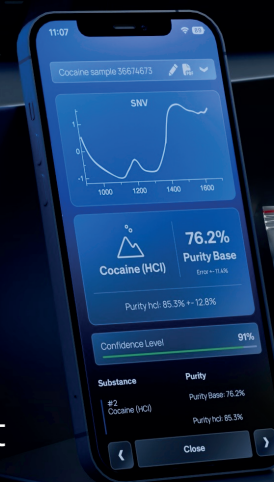 11:07
89
Cocaine sample 36674673
PDF
SNV
1
0
-1
1000 1200 1400 1600
%
Cocaine (HCl)
76.2%
Purity Base
Error +- 11.4%
Purity hcl: 85.3% +- 12.8%
Confidence Level 91%
Substance Purity
#2
Cocaine (HCl)
Purity Base: 76.2%
Purity hcl: 85.3%
Close
t